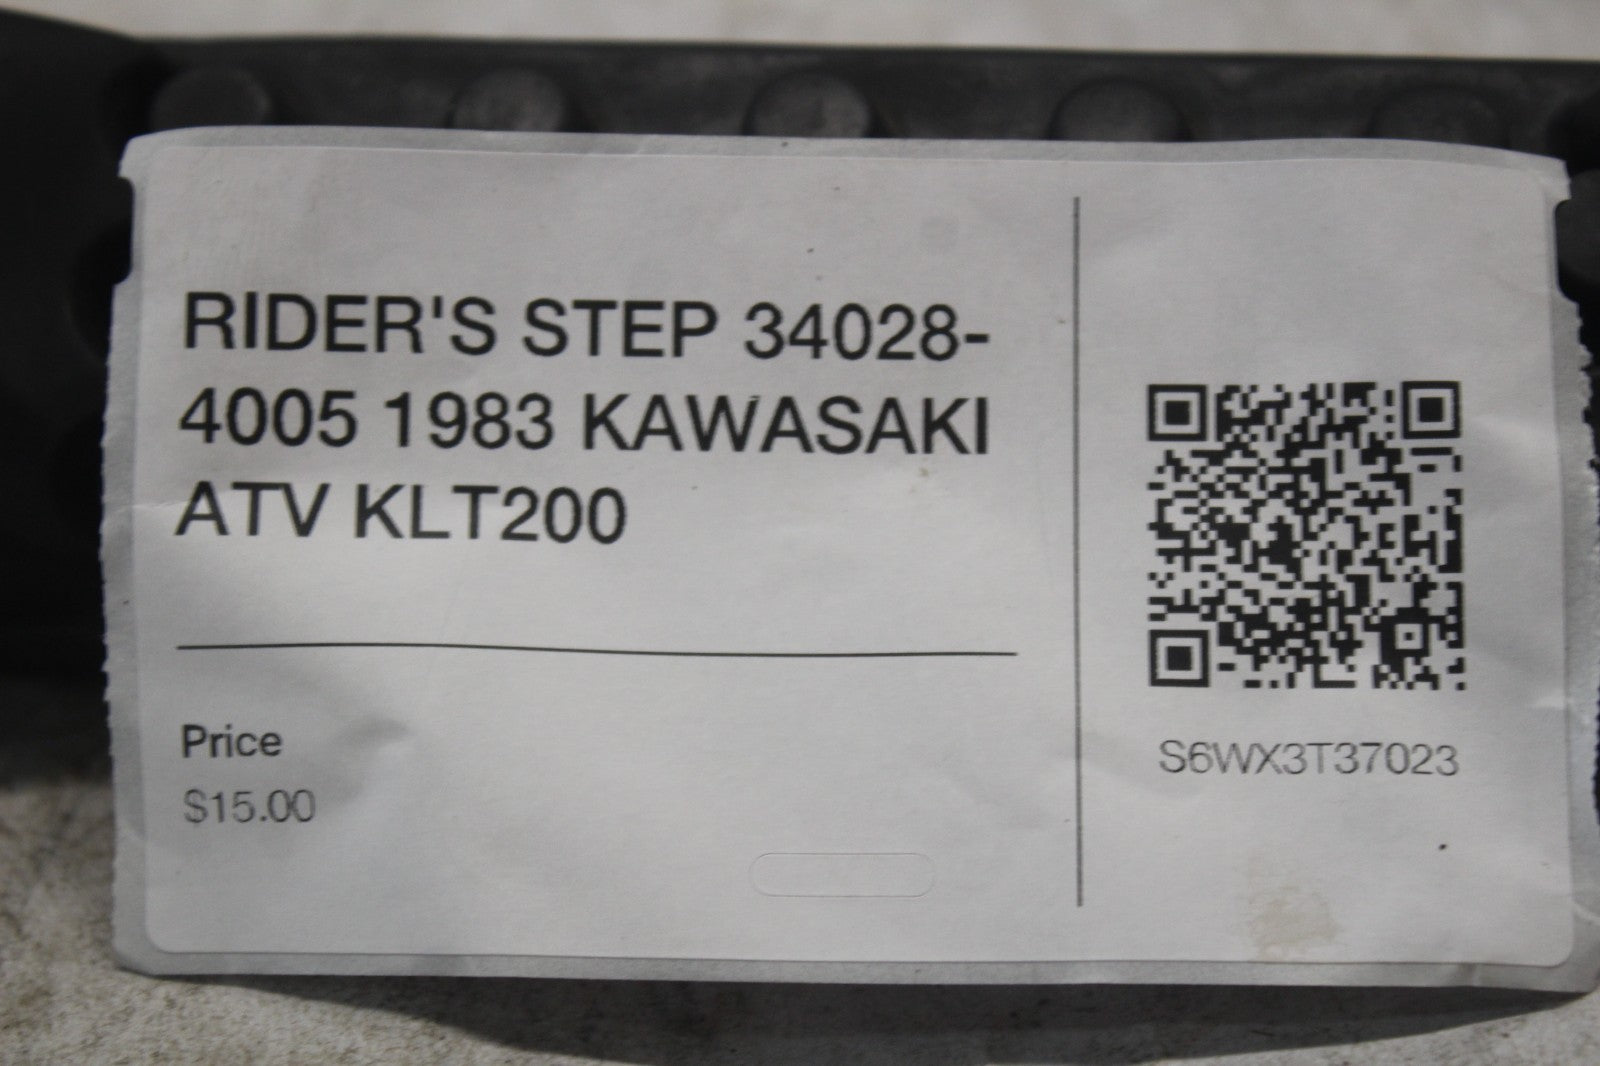 RIDER'S STEP 34028-
4005 1983 KAWASAKI
ATV KLT200
Price
$15.00
S6WX3T37023